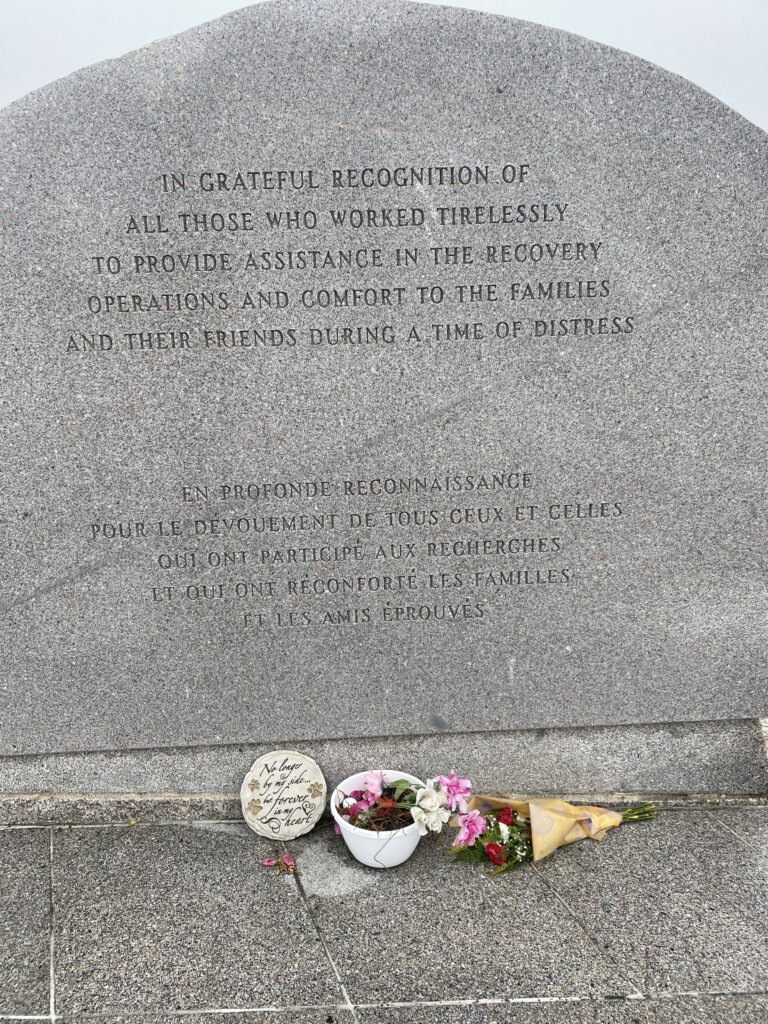 IN GRATEFUL RECOGNITION OF
ALL THOSE WHO WORKED TIRELESSLY
TO PROVIDE ASSISTANCE IN THE RECOVERY
OPERATIONS AND COMFORT TO THE FAMILIES
AND THEIR FRIENDS DURING A TIME OF DISTRESS
EN PROFONDE RECONNAISSANCE
POUR LE DÉVOUEMENT DE TOUS CEUX ET CELLES
QUI ONT PARTICIPÉ AUX RECHERCHES
ET QUI ONT RÉCONFORTÉ LES FAMILLES
ET LES AMIS ÉPROUVÉS
No longer
by my side...
but forever
in my
heart